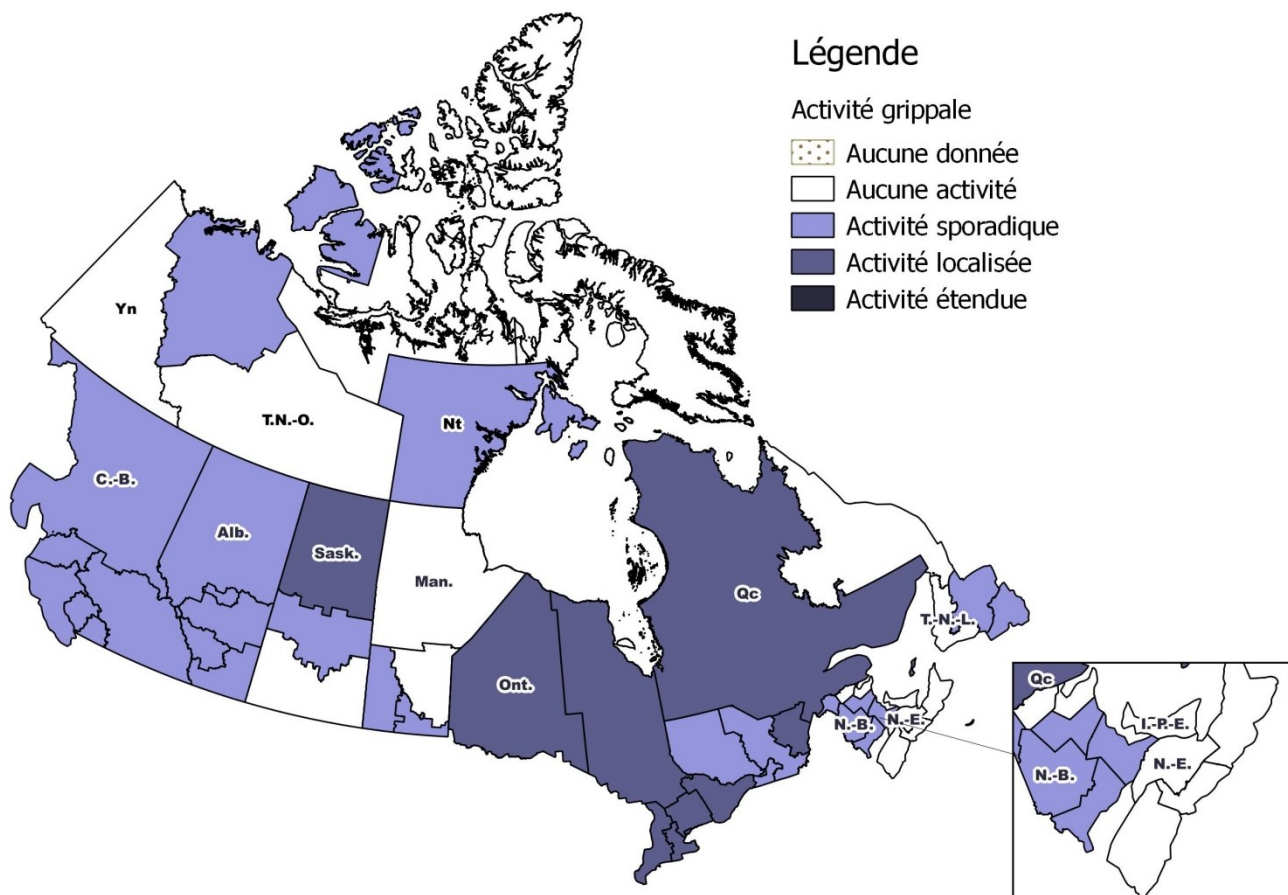 Légende
Activité grippale
Aucune donnée
Aucune activité
Activité sporadique
Activité localisée
Activité étendue
Yn
T.N.-O.
Nt
C.-B.
Alb.
Sask.
Man.
Ont.
Qc
T.-N.-L.
N.-B.
N.-E.
Qc
I.-P.-E.
N.-B.
N.-E.